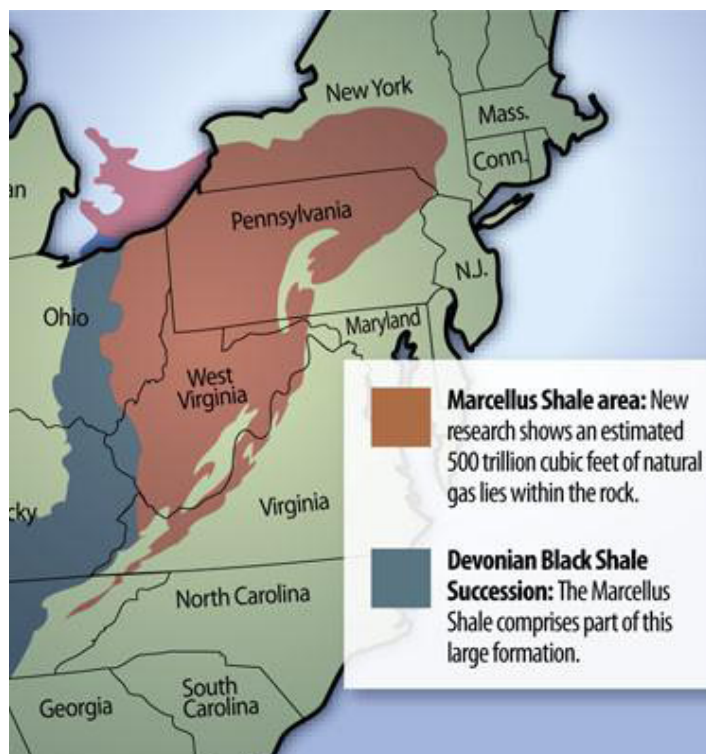 New York
Mass.
Conn.
an
Pennsylvania
N.J.
Ohio
Maryland
West
Virginia
Marcellus Shale area: New
research shows an estimated
500 trillion cubic feet of natural
gas lies within the rock.
cky
Virginia
Devonian Black Shale
Succession: The Marcellus
Shale comprises part of this
large formation.
North Carolina
Georgia
South
Carolina